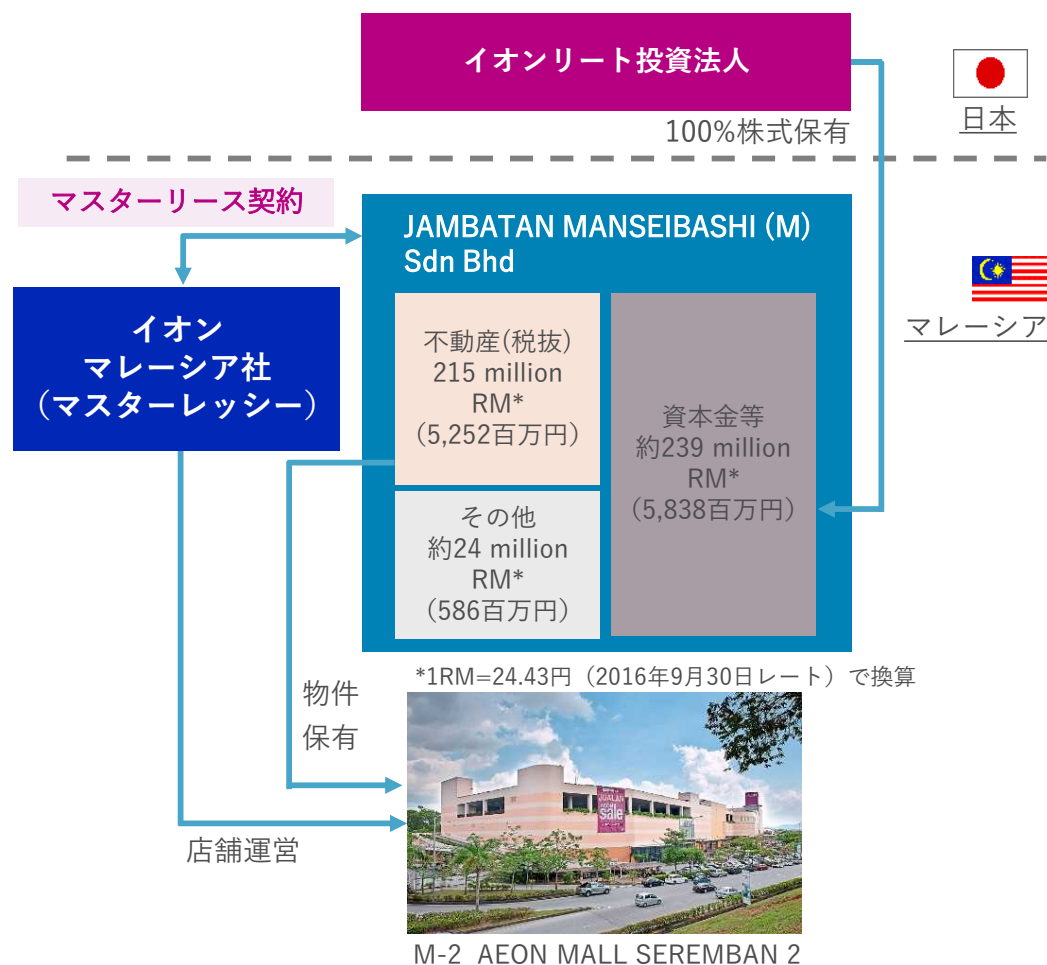 イオンリート投資法人
日本
100%株式保有
マスターリース契約
JAMBATAN MANSEIBASHI (M)
Sdn Bhd
マレーシア
イオン
マレーシア社
（マスターレッシー）
不動産(税抜)
215 million
RM*
（5,252百万円）
その他
約24 million
RM*
（586百万円）
資本金等
約239 million
RM*
（5,838百万円）
*1RM=24.43円（2016年9月30日レート）で換算
物件
保有
店舗運営
JUALAN
sale
M-2 AEON MALL SEREMBAN 2